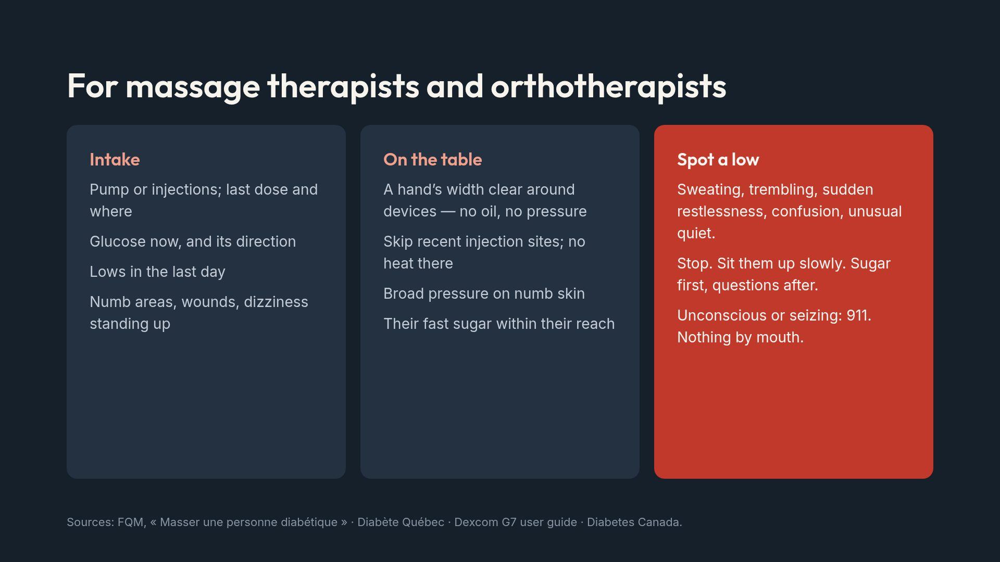 For massage therapists and orthotherapists
Intake
Pump or injections; last dose and
where
Glucose now, and its direction
Lows in the last day
Numb areas, wounds, dizziness
standing up
On the table
A hand’s width clear around
devices — no oil, no pressure
Skip recent injection sites; no
heat there
Broad pressure on numb skin
Their fast sugar within their reach
Spot a low
Sweating, trembling, sudden
restlessness, confusion, unusual
quiet.
Stop. Sit them up slowly. Sugar
first, questions after.
Unconscious or seizing: 911.
Nothing by mouth.
Sources: FQM, « Masser une personne diabétique » · Diabète Québec · Dexcom G7 user guide · Diabetes Canada.